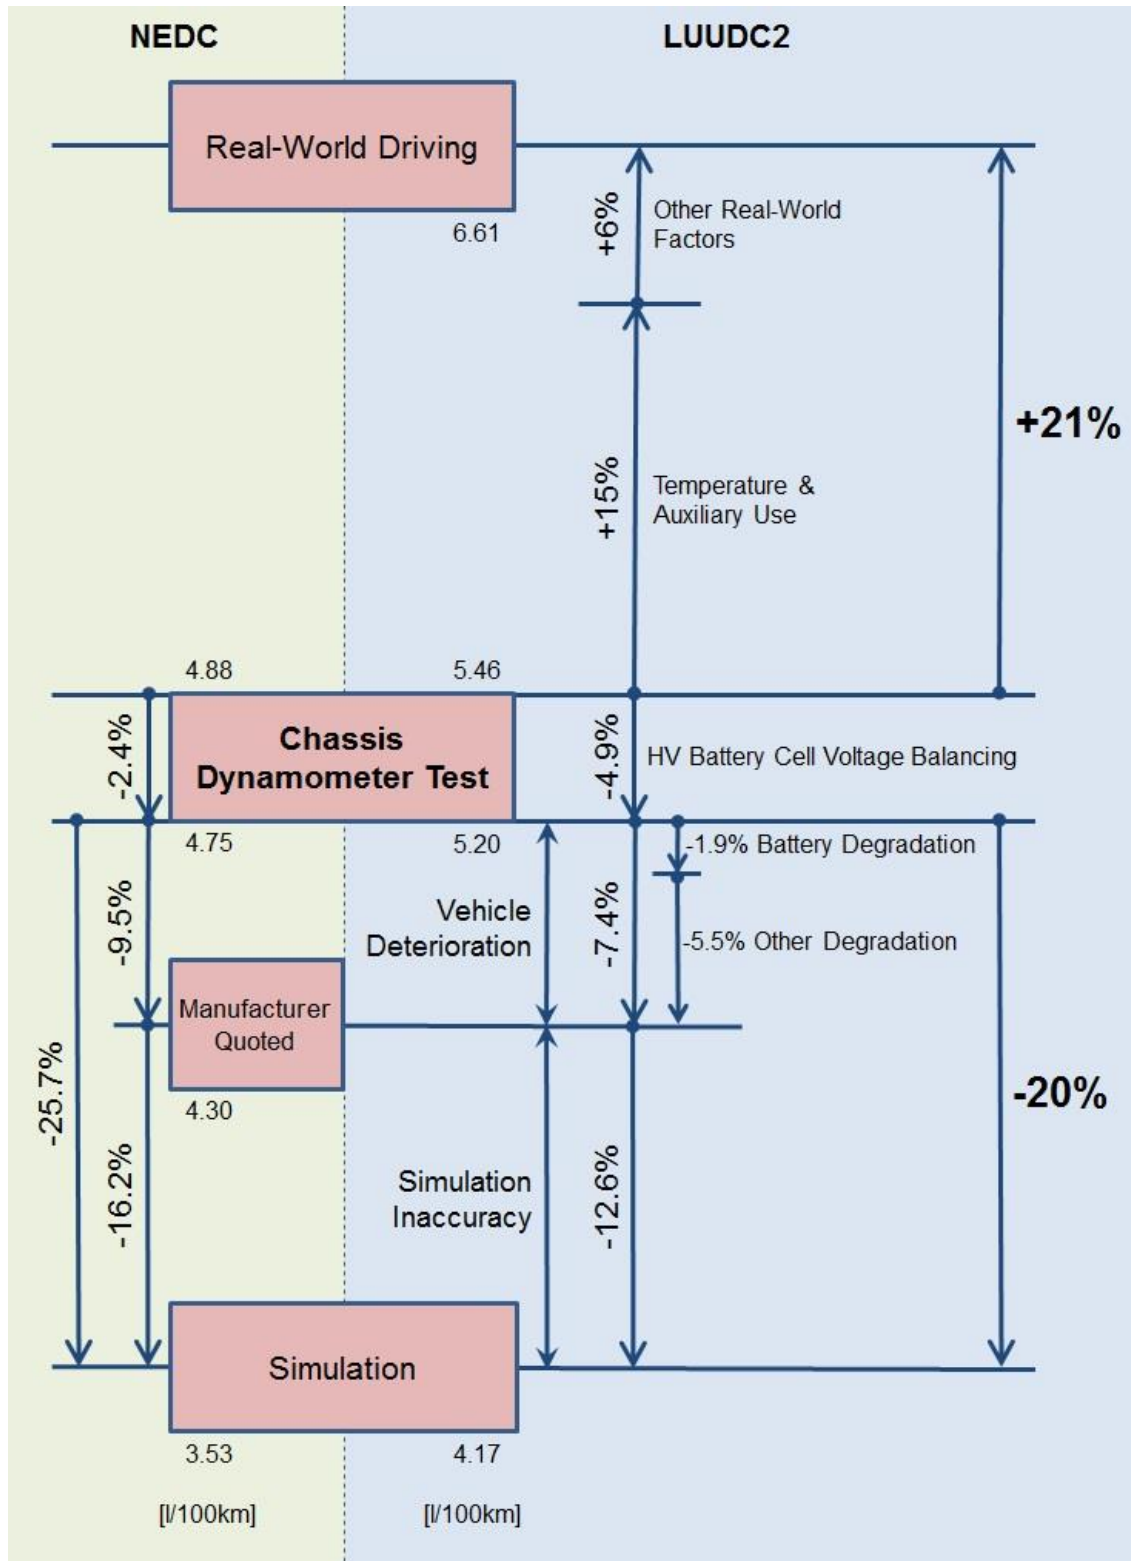 NEDC
LUUDC2
Real-World Driving
6.61
+6%
Other Real-World
Factors
+21%
+15%
Temperature &
Auxiliary Use
4.88
5.46
-2.4%
Chassis
Dynamometer Test
-4.9%
HV Battery Cell Voltage Balancing
4.75
5.20
-1.9% Battery Degradation
-9.5%
Vehicle
Deterioration
-7.4%
-5.5% Other Degradation
Manufacturer
Quoted
4.30
-25.7%
-20%
-16.2%
Simulation
Inaccuracy
-12.6%
Simulation
3.53
4.17
[l/100km]
[l/100km]